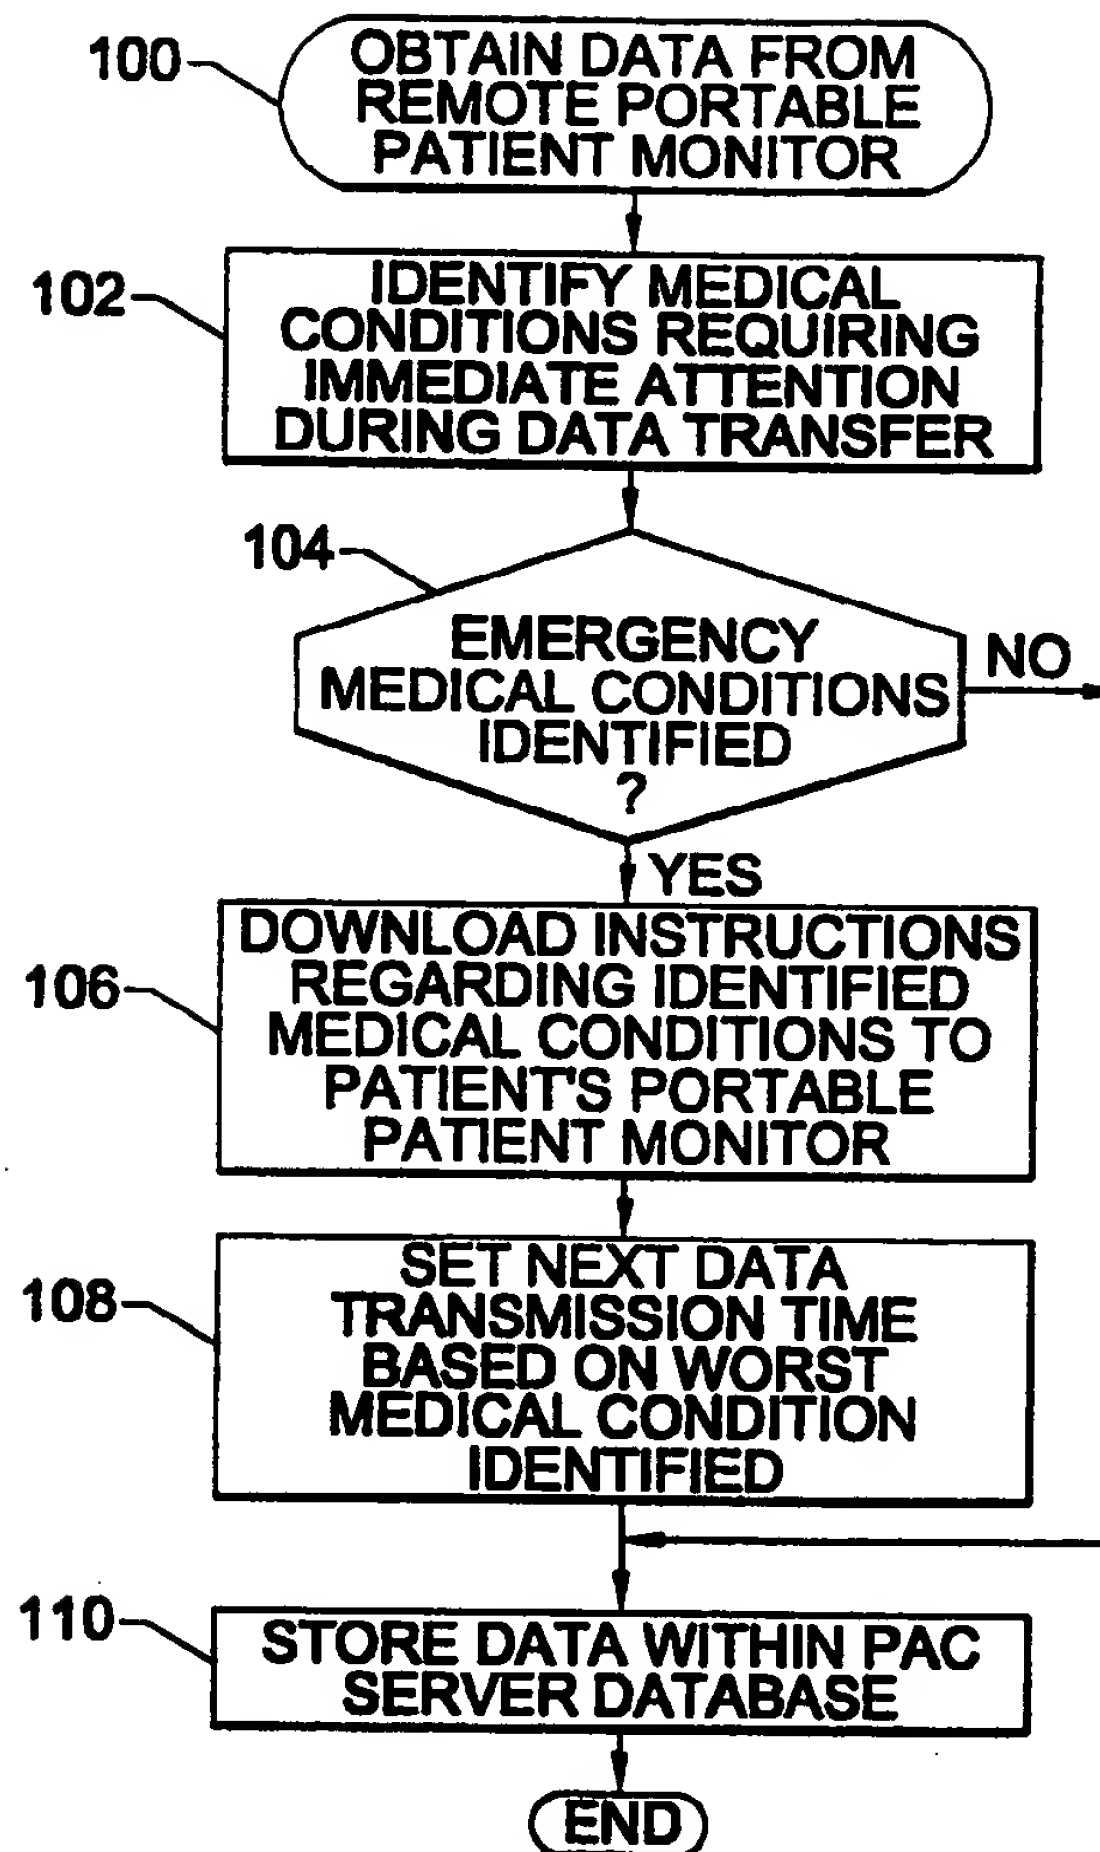 100
OBTAIN DATA FROM
REMOTE PORTABLE
PATIENT MONITOR
102
IDENTIFY MEDICAL
CONDITIONS REQUIRING
IMMEDIATE ATTENTION
DURING DATA TRANSFER
104
EMERGENCY
MEDICAL CONDITIONS
IDENTIFIED
?
NO
YES
106
DOWNLOAD INSTRUCTIONS
REGARDING IDENTIFIED
MEDICAL CONDITIONS TO
PATIENT'S PORTABLE
PATIENT MONITOR
108
SET NEXT DATA
TRANSMISSION TIME
BASED ON WORST
MEDICAL CONDITION
IDENTIFIED
110
STORE DATA WITHIN PAC
SERVER DATABASE
END